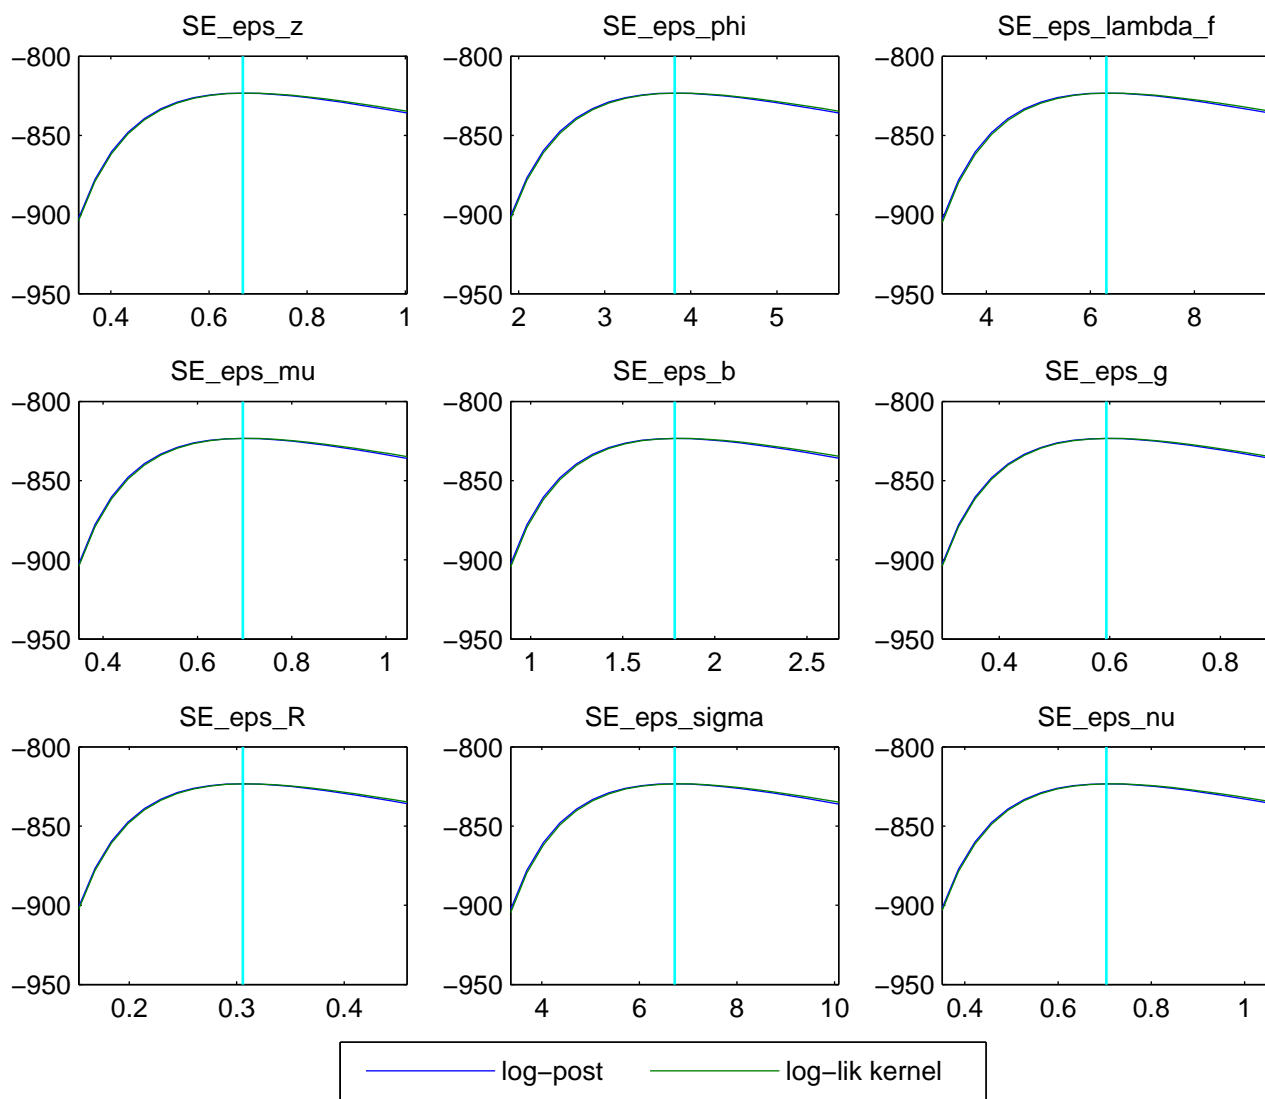 SE_eps_z
SE_eps_phi
SE_eps_lambda_f
−800
−850
−900
−950
0.4 0.6 0.8 1
−800
−850
−900
−950
2 3 4 5
−800
−850
−900
−950
4 6 8
SE_eps_mu
SE_eps_b
SE_eps_g
−800
−850
−900
−950
0.4 0.6 0.8 1
−800
−850
−900
−950
1 1.5 2 2.5
−800
−850
−900
−950
0.4 0.6 0.8
SE_eps_R
SE_eps_sigma
SE_eps_nu
−800
−850
−900
−950
0.2 0.3 0.4
−800
−850
−900
−950
4 6 8 10
−800
−850
−900
−950
0.4 0.6 0.8 1
log−post log−lik kernel